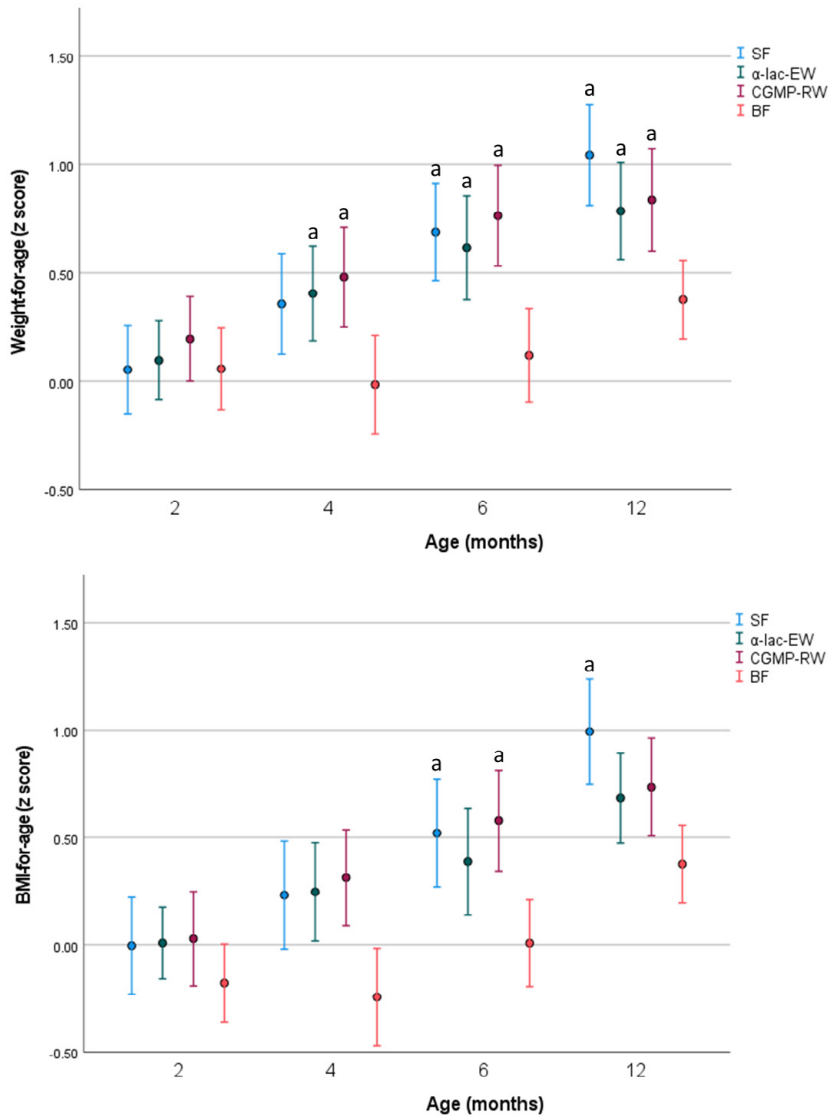 1.50
SF
α-lac-EW
CGMP-RW
BF
a
a a
1.00
a a a
a
a
Weight-for-age (z score)
0.50
0.00
-0.50
2 4 6 12
Age (months)
1.50
SF
α-lac-EW
CGMP-RW
BF
a
1.00
a a
BMI-for-age (z score)
0.50
0.00
-0.50
2 4 6 12
Age (months)